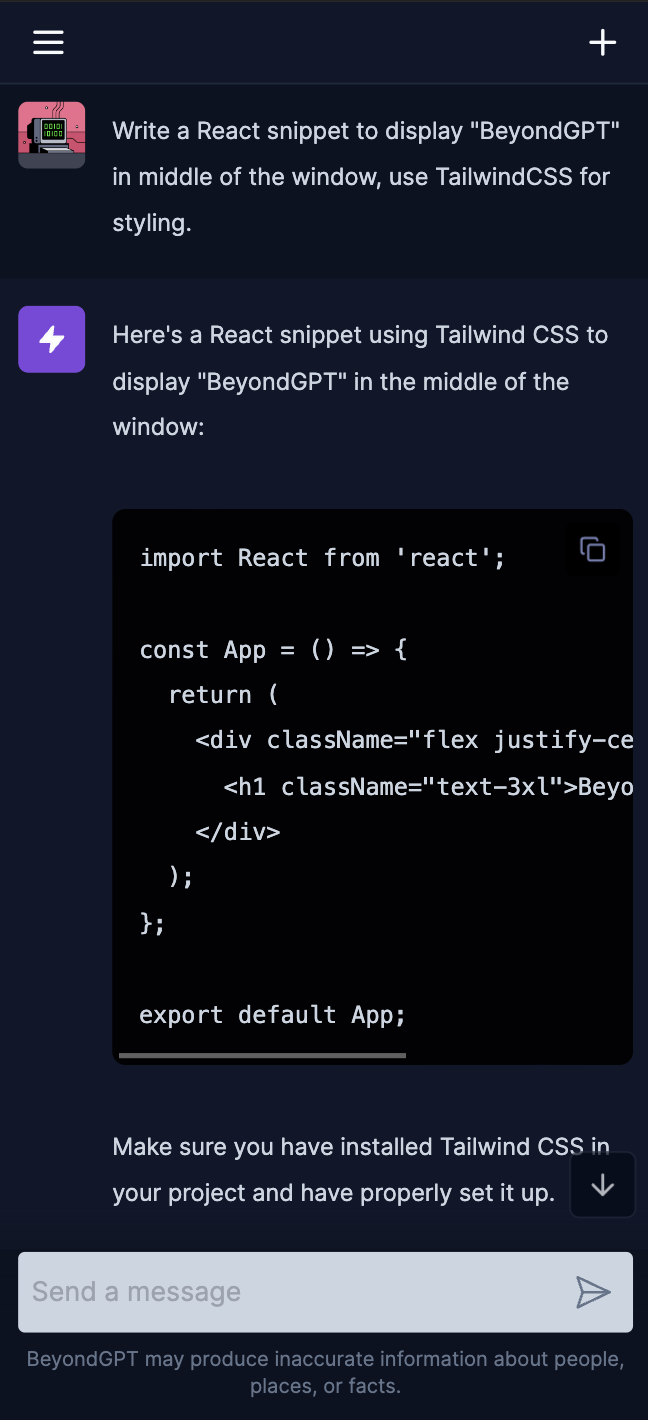 00101
10100
Write a React snippet to display "BeyondGPT"
in middle of the window, use TailwindCSS for
styling.
Here's a React snippet using Tailwind CSS to
display "BeyondGPT" in the middle of the
window:
import React from 'react';
const App = () => {
return (
<div className="flex justify-ce
<h1 className="text-3xl">Beyo
</div>
);
};
export default App;
Make sure you have installed Tailwind CSS in
your project and have properly set it up.
Send a message
BeyondGPT may produce inaccurate information about people,
places, or facts.